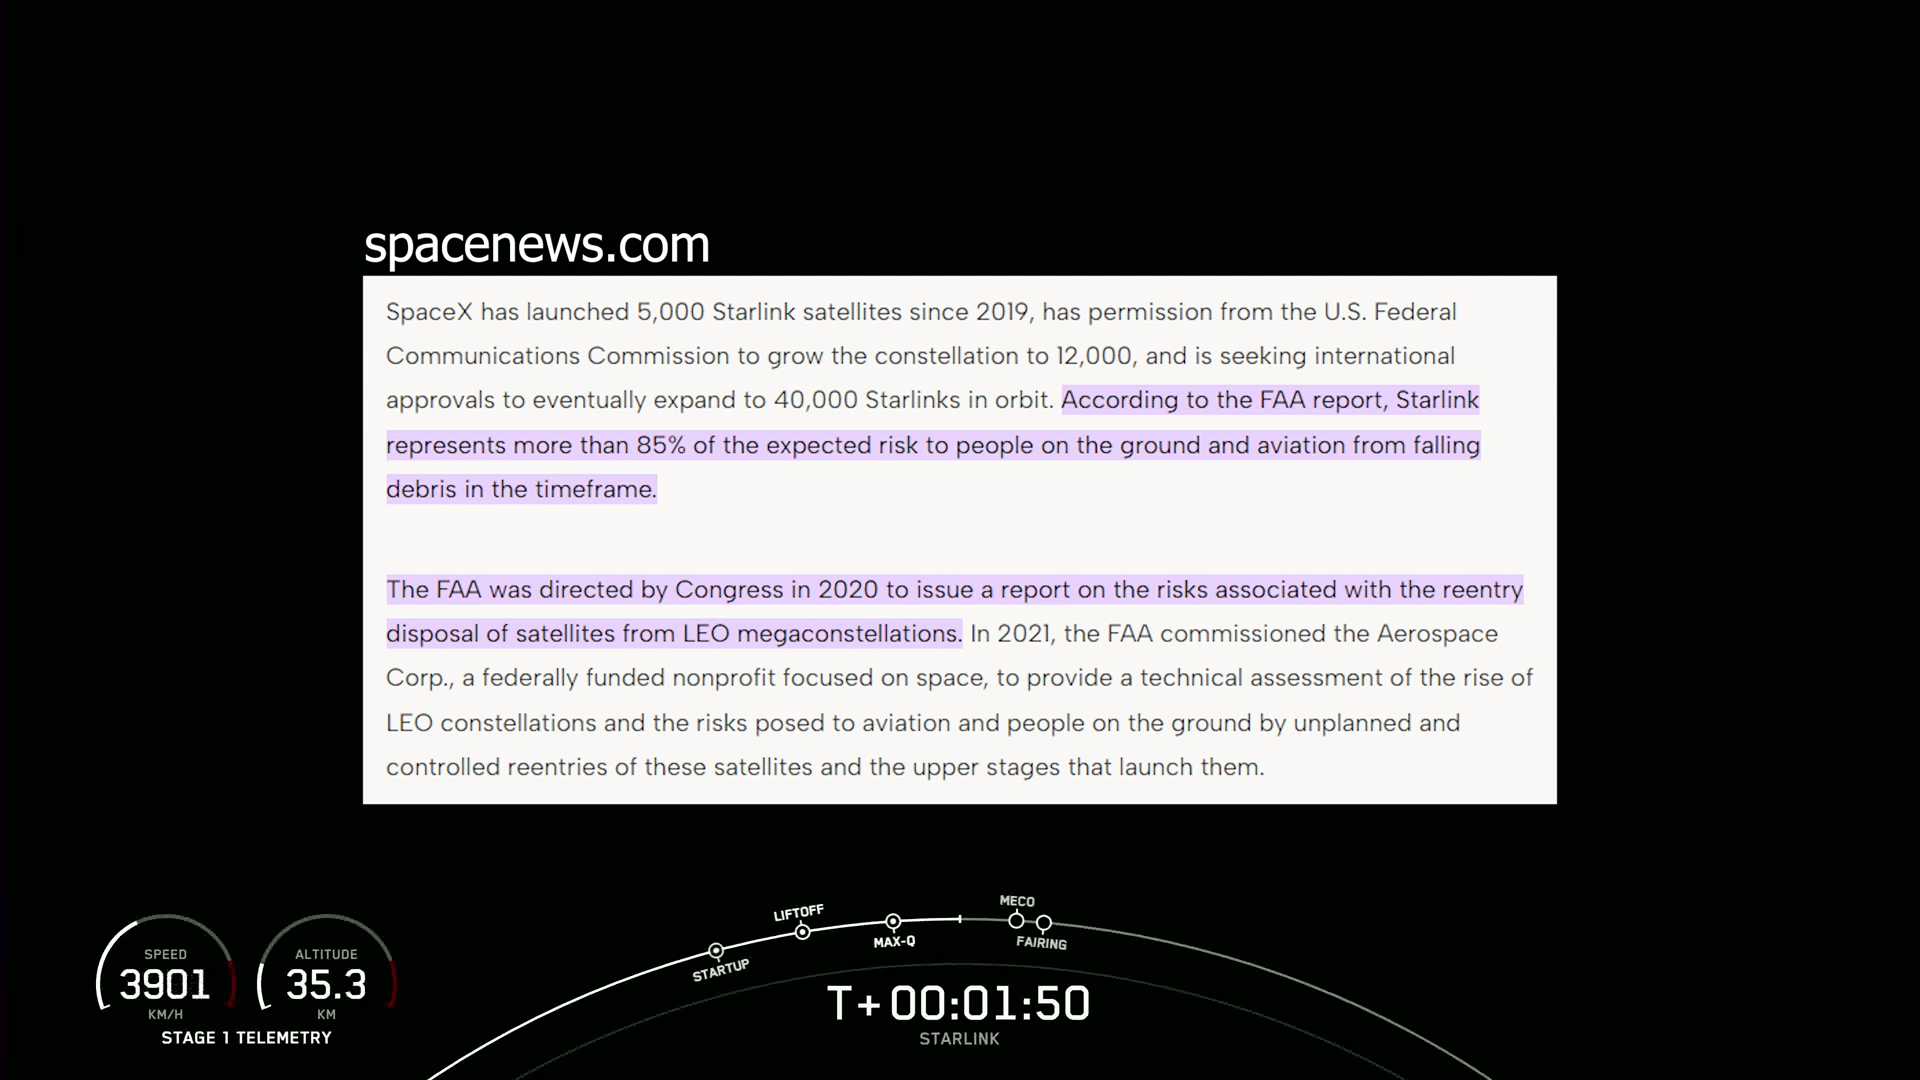 spacenews.com
SpaceX has launched 5,000 Starlink satellites since 2019, has permission from the U.S. Federal
Communications Commission to grow the constellation to 12,000, and is seeking international
approvals to eventually expand to 40,000 Starlinks in orbit. According to the FAA report, Starlink
represents more than 85% of the expected risk to people on the ground and aviation from falling
debris in the timeframe.
The FAA was directed by Congress in 2020 to issue a report on the risks associated with the reentry
disposal of satellites from LEO megaconstellations. In 2021, the FAA commissioned the Aerospace
Corp., a federally funded nonprofit focused on space, to provide a technical assessment of the rise of
LEO constellations and the risks posed to aviation and people on the ground by unplanned and
controlled reentries of these satellites and the upper stages that launch them.
SPEED
3901
KM/H
ALTITUDE
35.3
KM
STAGE 1 TELEMETRY
STARTUP
LIFTOFF
MAX-Q
MECO
FAIRING
T+00:01:50
STARLINK